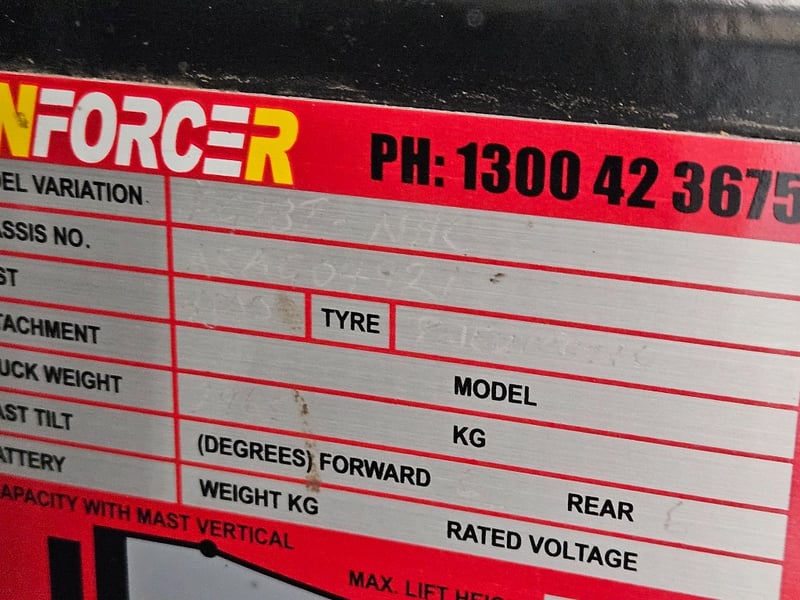 NFORCER PH: 1300 42 3675
EL VARIATION
ASSIS NO.
ST TYRE
TACHMENT MODEL
UCK WEIGHT KG
AST TILT (DEGREES) FORWARD REAR
ATTERY WEIGHT KG RATED VOLTAGE
APACITY WITH MAST VERTICAL
MAX. LIFT HEI